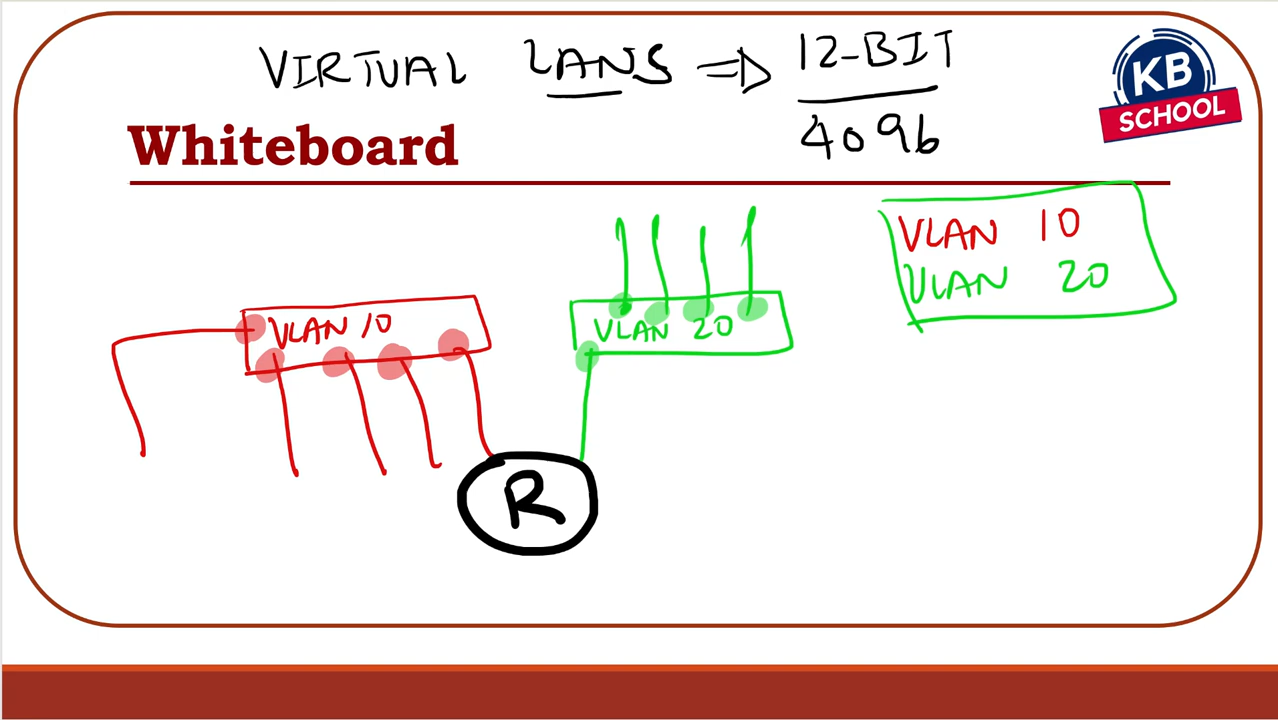 VIRTUAL LANS => 12-BIT
4096
KB
SCHOOL
Whiteboard
VLAN 10
VLAN 20
VLAN 10
VLAN 20
R